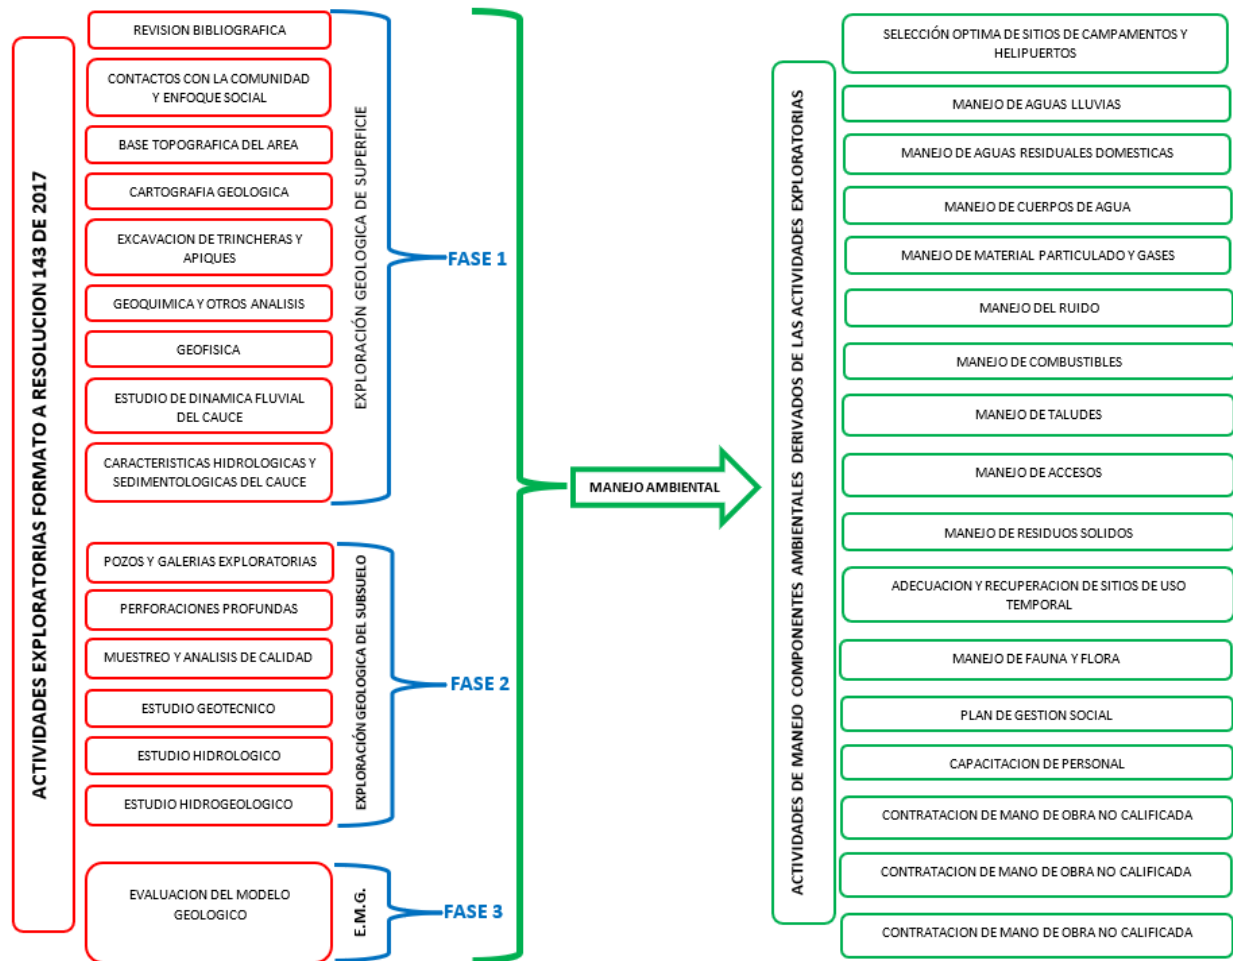 ACTIVIDADES EXPLORATORIAS FORMATO A RESOLUCION 143 DE 2017
REVISION BIBLIOGRAFICA
CONTACTOS CON LA COMUNIDAD
Y ENFOQUE SOCIAL
BASE TOPOGRAFICA DEL AREA
CARTOGRAFIA GEOLOGICA
EXCAVACION DE TRINCHERAS Y
APIQUES
GEOQUIMICA Y OTROS ANALISIS
GEOFISICA
ESTUDIO DE DINAMICA FLUVIAL
DEL CAUCE
CARACTERISTICAS HIDROLOGICAS Y
SEDIMENTOLOGICAS DEL CAUCE
EXPLORACIÓN GEOLOGICA DE SUPERFICIE
FASE 1
POZOS Y GALERIAS EXPLORATORIAS
PERFORACIONES PROFUNDAS
MUESTREO Y ANALISIS DE CALIDAD
ESTUDIO GEOTECNICO
ESTUDIO HIDROLOGICO
ESTUDIO HIDROGEOLOGICO
EXPLORACIÓN GEOLOGICA DEL SUBSUELO
FASE 2
EVALUACION DEL MODELO
GEOLOGICO
E.M.G.
FASE 3
MANEJO AMBIENTAL
ACTIVIDADES DE MANEJO COMPONENTES AMBIENTALES DERIVADOS DE LAS ACTIVIDADES EXPLORATORIAS
SELECCIÓN OPTIMA DE SITIOS DE CAMPAMENTOS Y
HELIPUERTOS
MANEJO DE AGUAS LLUVIAS
MANEJO DE AGUAS RESIDUALES DOMESTICAS
MANEJO DE CUERPOS DE AGUA
MANEJO DE MATERIAL PARTICULADO Y GASES
MANEJO DEL RUIDO
MANEJO DE COMBUSTIBLES
MANEJO DE TALUDES
MANEJO DE ACCESOS
MANEJO DE RESIDUOS SOLIDOS
ADECUACION Y RECUPERACION DE SITIOS DE USO
TEMPORAL
MANEJO DE FAUNA Y FLORA
PLAN DE GESTION SOCIAL
CAPACITACION DE PERSONAL
CONTRATACION DE MANO DE OBRA NO CALIFICADA
CONTRATACION DE MANO DE OBRA NO CALIFICADA
CONTRATACION DE MANO DE OBRA NO CALIFICADA